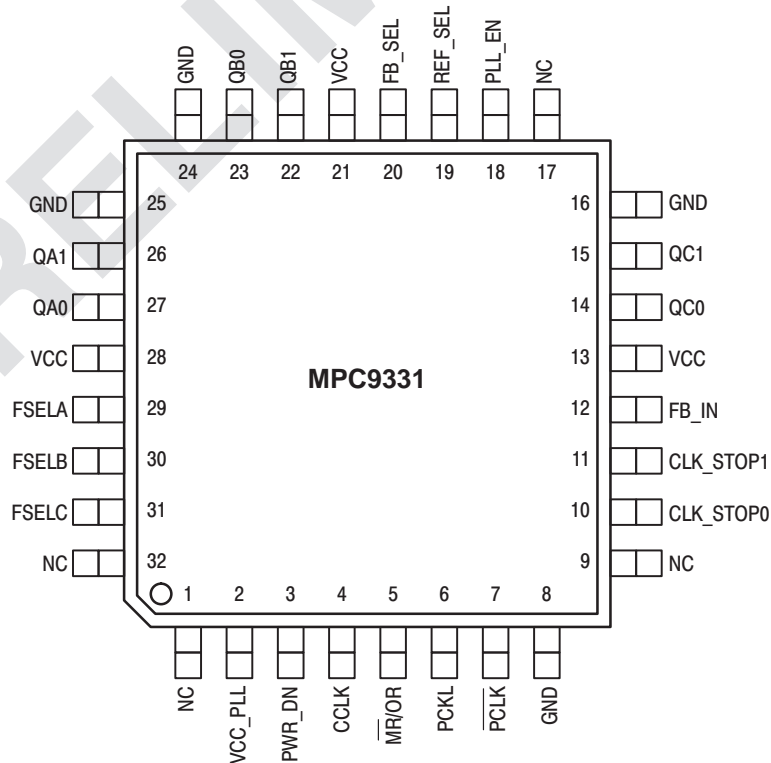 GND QB0 QB1 VCC FB_SEL REF_SEL PLL_EN NC
24 23 22 21 20 19 18 17
GND 25 16 GND
QA1 26 15 QC1
QA0 27 14 QC0
VCC 28 13 VCC
MPC9331
FSELA 29 12 FB_IN
FSELB 30 11 CLK_STOP1
FSELC 31 10 CLK_STOP0
NC 32 9 NC
1 2 3 4 5 6 7 8
NC VCC_PLL PWR_DN CCLK M̅R̅/OR PCKL P̅C̅L̅K̅ GND